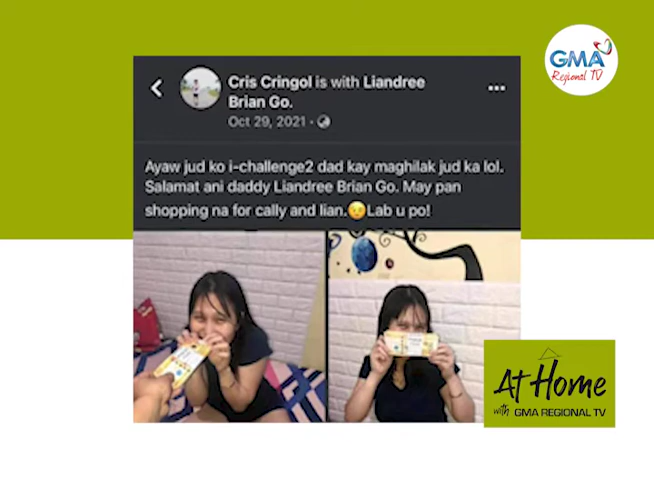 GMA
Regional TV
Cris Cringol is with Liandree
Brian Go.
Oct 29, 2021 ·
Ayaw jud ko i-challenge2 dad kay maghilak jud ka lol.
Salamat ani daddy Liandree Brian Go. May pan
shopping na for cally and lian.😉Lab u po!
At Home
with GMA REGIONAL TV